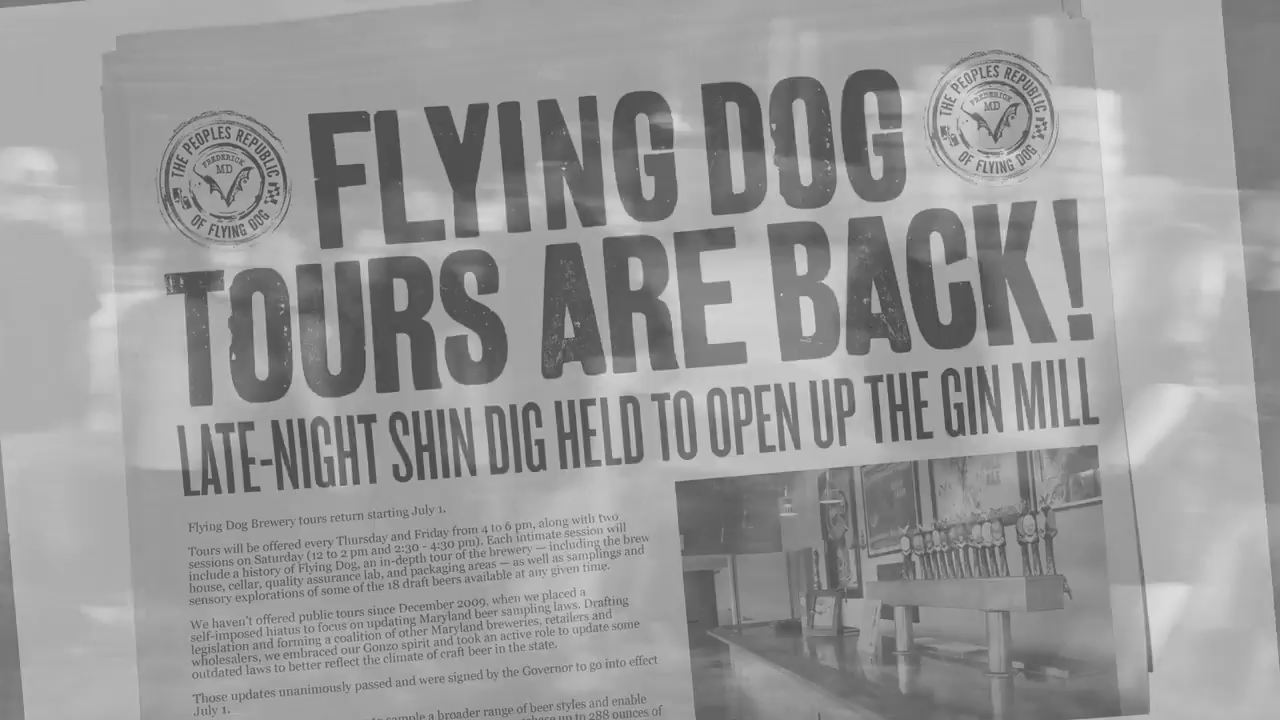 THE PEOPLES REPUBLIC
FREDERICK
MD
OF FLYING DOG
FLYING DOG
THE PEOPLES REPUBLIC
FREDERICK
MD
OF FLYING DOG
TOURS ARE BACK!
LATE-NIGHT SHIN DIG HELD TO OPEN UP THE GIN MILL
Flying Dog Brewery tours return starting July 1.
Tours will be offered every Thursday and Friday from 4 to 6 pm, along with two
sessions on Saturday (12 to 2 pm and 2:30 - 4:30 pm). Each intimate session will
include a history of Flying Dog, an in-depth tour of the brewery — including the brew
house, cellar, quality assurance lab, and packaging areas — as well as samplings and
sensory explorations of some of the 18 draft beers available at any given time.
We haven't offered public tours since December 2009, when we placed a
self-imposed hiatus to focus on updating Maryland beer sampling laws. Drafting
legislation and forming a coalition of other Maryland breweries, retailers and
wholesalers, we embraced our Gonzo spirit and took an active role to update some
outdated laws to better reflect the climate of craft beer in the state.
Those updates unanimously passed and were signed by the Governor to go into effect
July 1.
sample a broader range of beer styles and enable
up to 288 ounces of